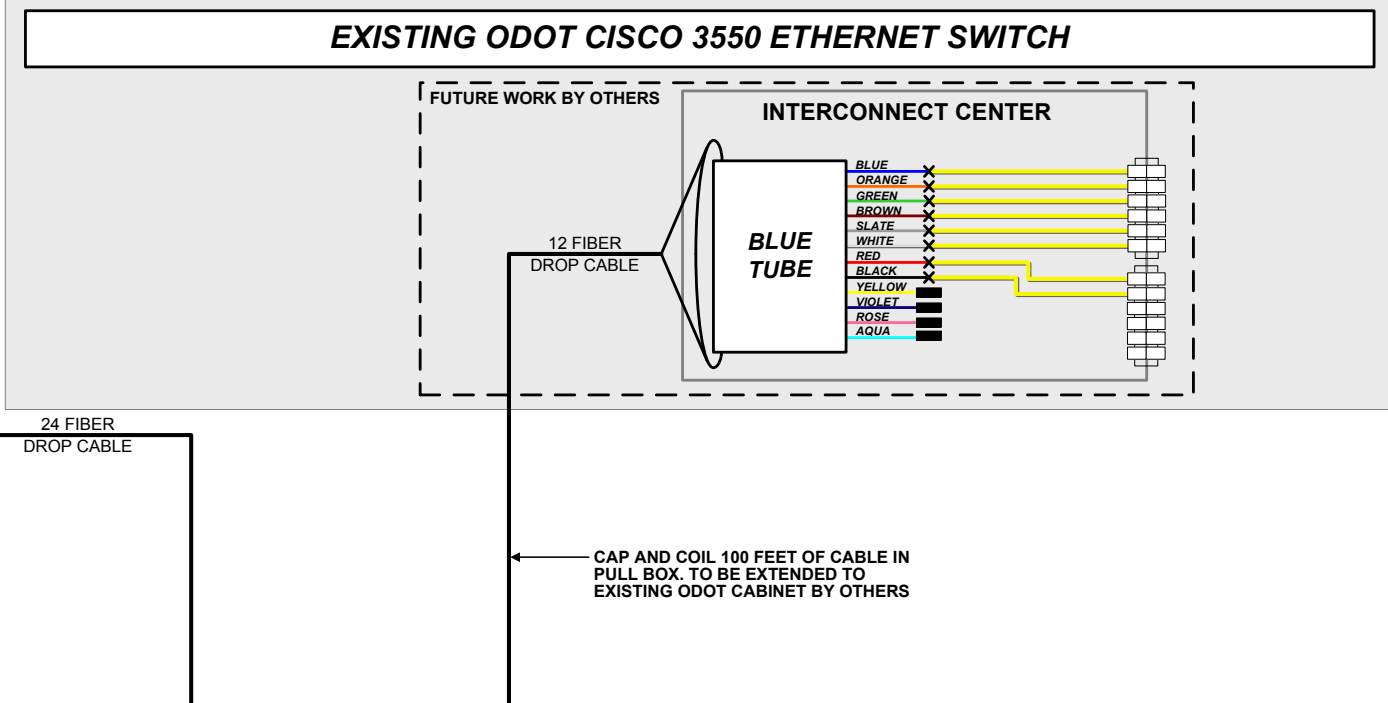 EXISTING ODOT CISCO 3550 ETHERNET SWITCH
FUTURE WORK BY OTHERS
INTERCONNECT CENTER
BLUE
ORANGE
GREEN
BROWN
SLATE
WHITE
RED
BLACK
YELLOW
VIOLET
ROSE
AQUA
BLUE
TUBE
12 FIBER
DROP CABLE
24 FIBER
DROP CABLE
CAP AND COIL 100 FEET OF CABLE IN
PULL BOX. TO BE EXTENDED TO
EXISTING ODOT CABINET BY OTHERS